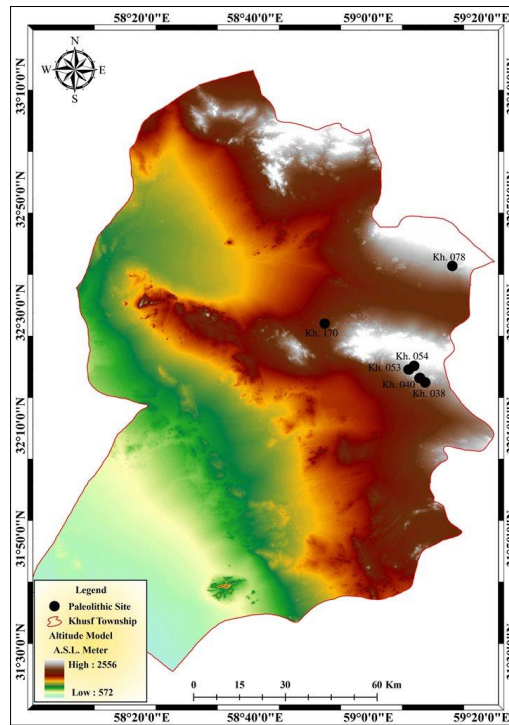 58°20'0"E 58°40'0"E 59°0'0"E 59°20'0"E
N
W E
S
33°10'0"N
32°50'0"N
32°30'0"N
32°10'0"N
31°50'0"N
31°30'0"N
Kh. 078
Kh. 170
Kh. 054
Kh. 053
Kh. 040
Kh. 038
Legend
Paleolithic Site
Khusf Township
Altitude Model
A.S.L. Meter
High : 2556
Low : 572
0 15 30 60 Km
58°20'0"E 58°40'0"E 59°0'0"E 59°20'0"E